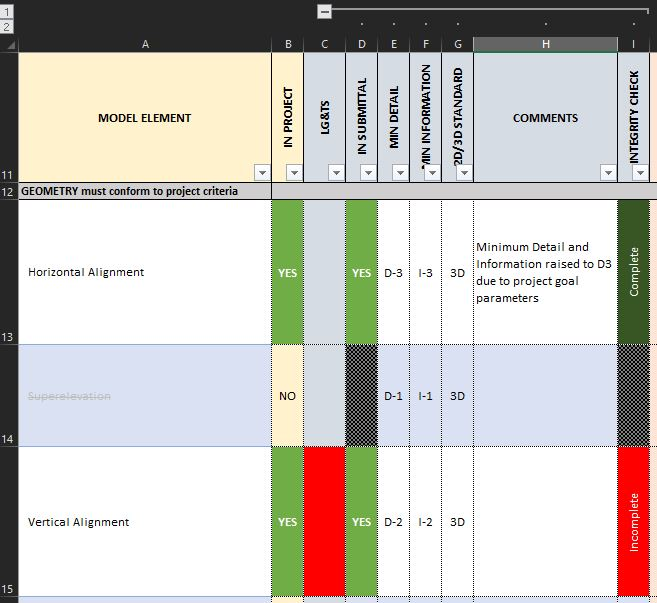 1
2
A B C D E F G H I
MODEL ELEMENT
IN PROJECT
LG&TS
IN SUBMITTAL
MIN DETAIL
MIN INFORMATION
2D/3D STANDARD
COMMENTS
INTEGRITY CHECK
11
12 GEOMETRY must conform to project criteria
Horizontal Alignment YES YES D-3 I-3 3D
Minimum Detail and
Information raised to D3
due to project goal
parameters
Complete
13
Superelevation NO D-1 I-1 3D
14
Vertical Alignment YES YES D-2 I-2 3D
Incomplete
15